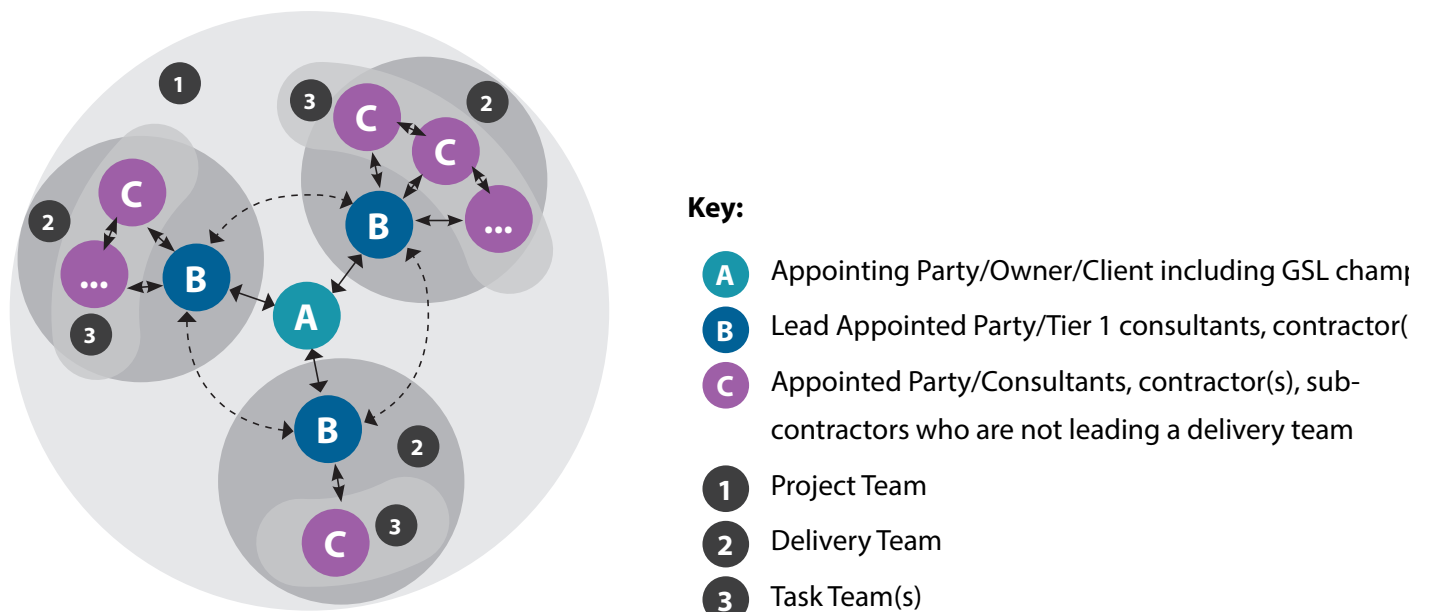 1
3
2
C
C
C
2
B
...
...
B
A
3
B
2
C
3
Key:
A Appointing Party/Owner/Client including GSL
B Lead Appointed Party/Tier 1 consultants, contractor(
C Appointed Party/Consultants, contractor(s), sub-
contractors who are not leading a delivery team
1 Project Team
2 Delivery Team
3 Task Team(s)